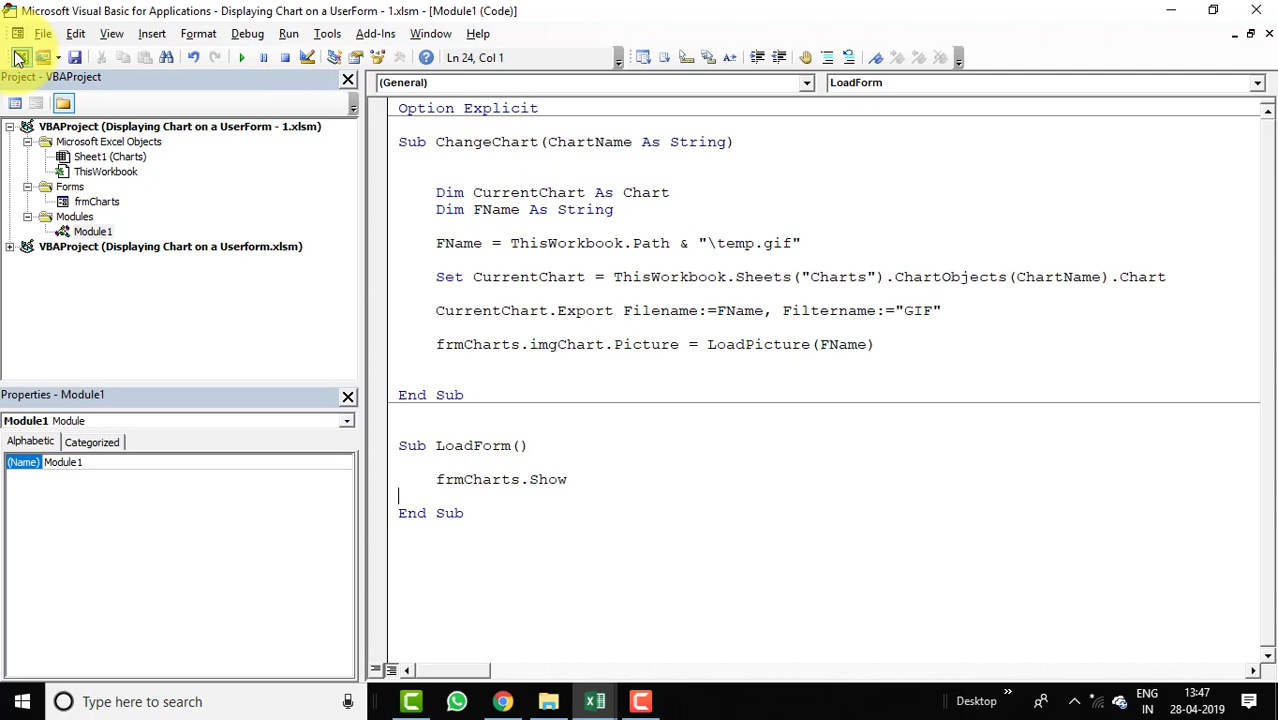 Microsoft Visual Basic for Applications - Displaying Chart on a UserForm - 1.xlsm - [Module1 (Code)]
File Edit View Insert Format Debug Run Tools Add-Ins Window Help
Ln 24, Col 1
Project - VBAProject
(General)
LoadForm
VBAProject (Displaying Chart on a UserForm - 1.xlsm)
Microsoft Excel Objects
Sheet1 (Charts)
ThisWorkbook
Forms
frmCharts
Modules
Module1
VBAProject (Displaying Chart on a Userform.xlsm)
Properties - Module1
Module1 Module
Alphabetic Categorized
(Name) Module1
Option Explicit
Sub ChangeChart(ChartName As String)
Dim CurrentChart As Chart
Dim FName As String
FName = ThisWorkbook.Path & "\temp.gif"
Set CurrentChart = ThisWorkbook.Sheets("Charts").ChartObjects(ChartName).Chart
CurrentChart.Export Filename:=FName, Filtername:="GIF"
frmCharts.imgChart.Picture = LoadPicture(FName)
End Sub
Sub LoadForm()
frmCharts.Show
End Sub
Type here to search
Desktop
ENG
IN
13:47
28-04-2019